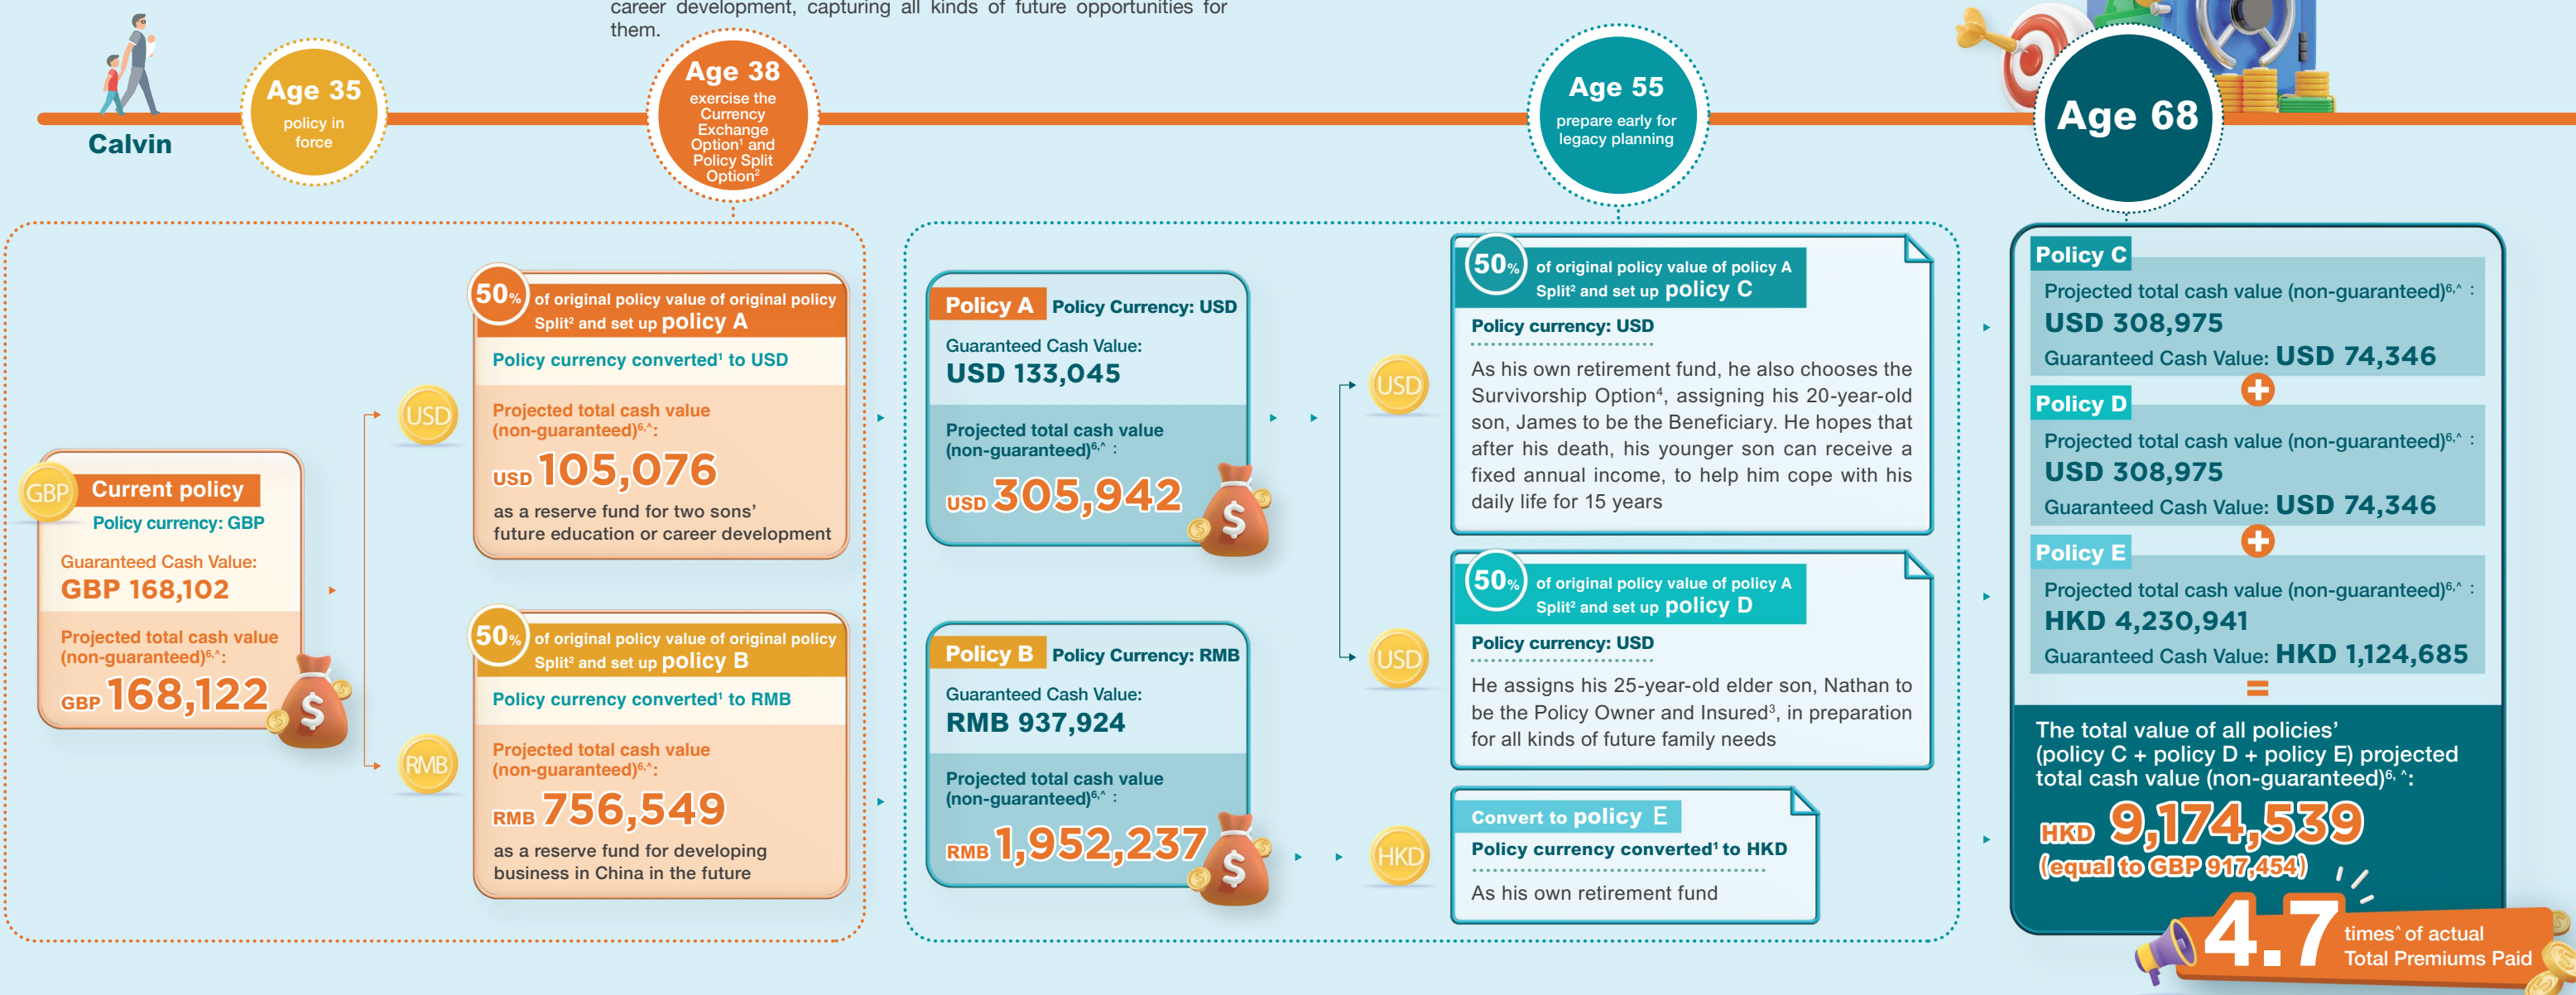 career development, capturing all kinds of future opportunities for
them.
Calvin
Age 35
policy in
force
Age 38
exercise the
Currency
Exchange
Option¹ and
Policy Split
Option²
Age 55
prepare early for
legacy planning
Age 68
GBP
Current policy
Policy currency: GBP
Guaranteed Cash Value:
GBP 168,102
Projected total cash value
(non-guaranteed)⁶,^:
GBP 168,122
$
USD
50% of original policy value of original policy
Split² and set up policy A
Policy currency converted¹ to USD
Projected total cash value
(non-guaranteed)⁶,^:
USD 105,076
as a reserve fund for two sons'
future education or career development
RMB
50% of original policy value of original policy
Split² and set up policy B
Policy currency converted¹ to RMB
Projected total cash value
(non-guaranteed)⁶,^:
RMB 756,549
as a reserve fund for developing
business in China in the future
Policy A Policy Currency: USD
Guaranteed Cash Value:
USD 133,045
Projected total cash value
(non-guaranteed)⁶,^ :
USD 305,942
$
Policy B Policy Currency: RMB
Guaranteed Cash Value:
RMB 937,924
Projected total cash value
(non-guaranteed)⁶,^ :
RMB 1,952,237
$
USD
50% of original policy value of policy A
Split² and set up policy C
Policy currency: USD
As his own retirement fund, he also chooses the
Survivorship Option⁴, assigning his 20-year-old
son, James to be the Beneficiary. He hopes that
after his death, his younger son can receive a
fixed annual income, to help him cope with his
daily life for 15 years
USD
50% of original policy value of policy A
Split² and set up policy D
Policy currency: USD
He assigns his 25-year-old elder son, Nathan to
be the Policy Owner and Insured³, in preparation
for all kinds of future family needs
HKD
Convert to policy E
Policy currency converted¹ to HKD
As his own retirement fund
Policy C
Projected total cash value (non-guaranteed)⁶,^ :
USD 308,975
Guaranteed Cash Value: USD 74,346
+
Policy D
Projected total cash value (non-guaranteed)⁶,^ :
USD 308,975
Guaranteed Cash Value: USD 74,346
+
Policy E
Projected total cash value (non-guaranteed)⁶,^ :
HKD 4,230,941
Guaranteed Cash Value: HKD 1,124,685
=
The total value of all policies'
(policy C + policy D + policy E) projected
total cash value (non-guaranteed)⁶, ^:
HKD 9,174,539
(equal to GBP 917,454)
4.7 times^ of actual
Total Premiums Paid